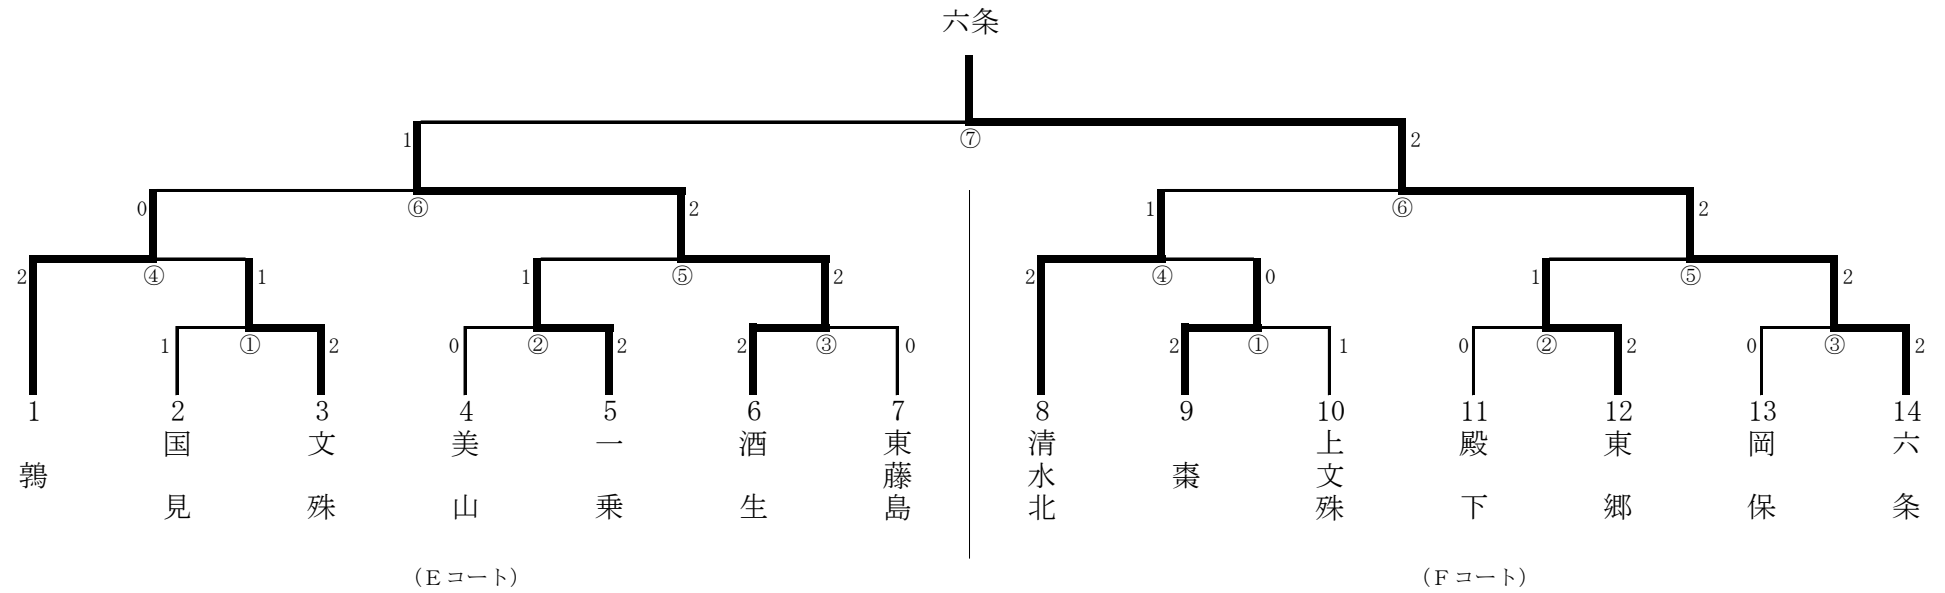 六条
⑦
1 2
⑥ ⑥
0 2 1 2
④ ⑤ ④ ⑤
2 1 1 2 2 0 1 2
① ② ③ ① ② ③
1 2 0 2 2 0 2 1 0 2 0 2
1 2 3 4 5 6 7 8 9 10 11 12 13 14
鶉
国見
文殊
美山
一乗
酒生
東藤島
清水北
棗
上文殊
殿下
東郷
岡保
六条
（Ｅコート） （Ｆコート）